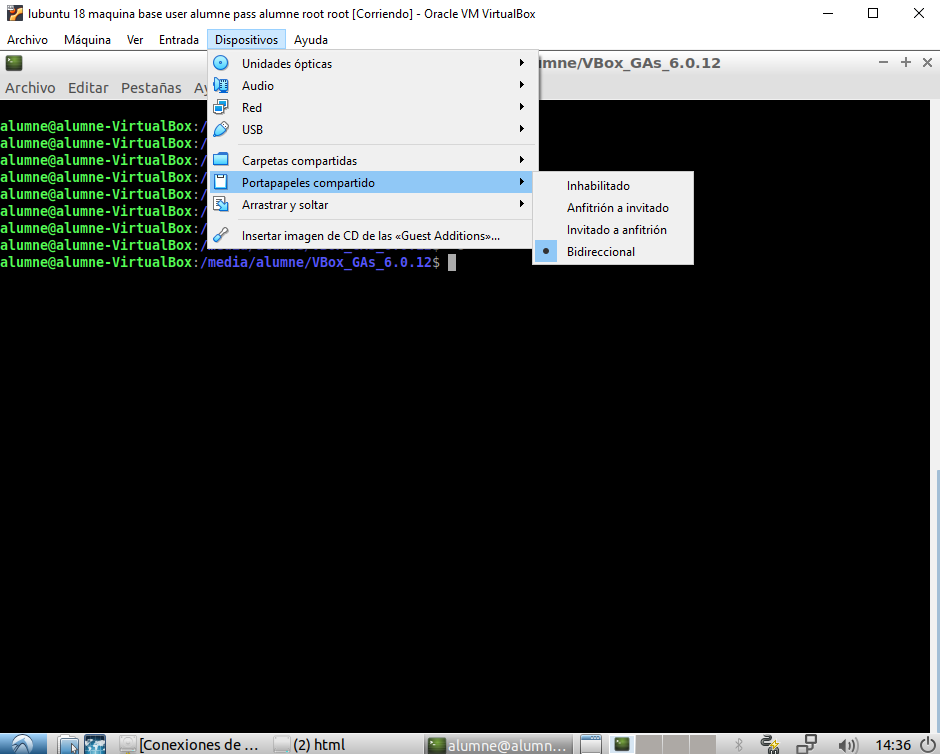 lubuntu 18 maquina base user alumne pass alumne root root [Corriendo] - Oracle VM VirtualBox
Archivo Máquina Ver Entrada Dispositivos Ayuda
Unidades ópticas
Audio
Red
USB
Carpetas compartidas
Portapapeles compartido
Arrastrar y soltar
Insertar imagen de CD de las «Guest Additions»...
Inhabilitado
Anfitrión a invitado
Invitado a anfitrión
Bidireccional
mne/VBox_GAs_6.0.12
Archivo Editar Pestañas Ay
alumne@alumne-VirtualBox:/
alumne@alumne-VirtualBox:/
alumne@alumne-VirtualBox:/
alumne@alumne-VirtualBox:/
alumne@alumne-VirtualBox:/
alumne@alumne-VirtualBox:/
alumne@alumne-VirtualBox:/
alumne@alumne-VirtualBox:/
alumne@alumne-VirtualBox:/media/alumne/VBox_GAs_6.0.12$
[Conexiones de ... (2) html alumne@alumn... 14:36